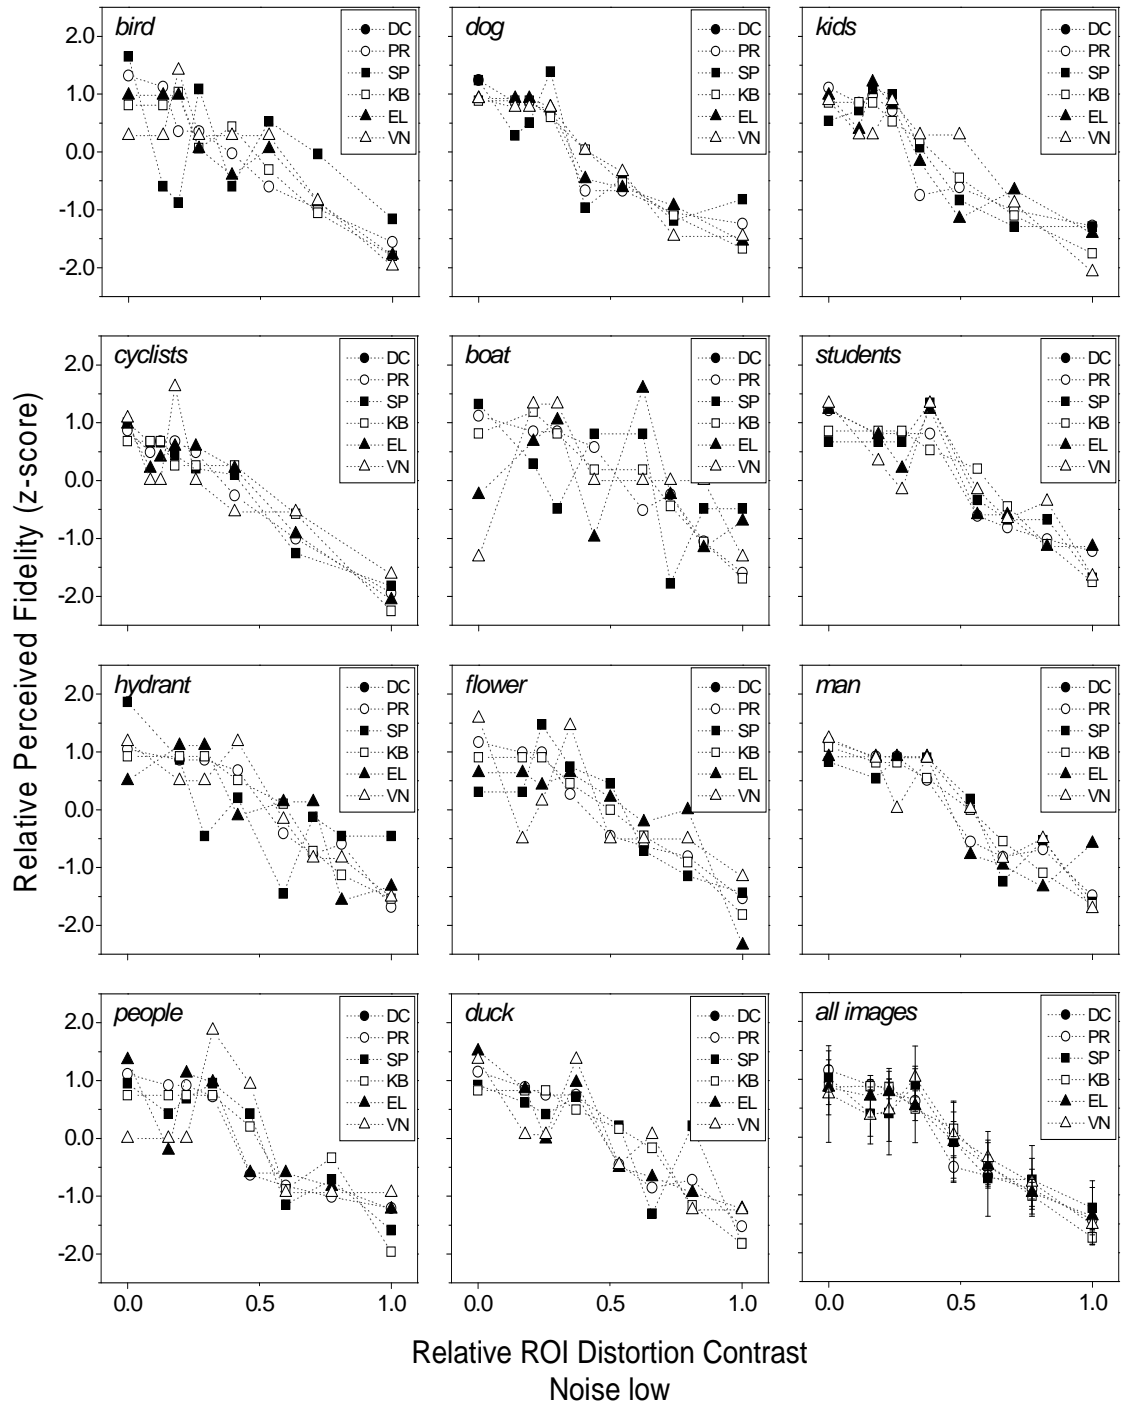 bird
DC
PR
SP
KB
EL
VN
2.0
1.0
0.0
-1.0
-2.0
dog
DC
PR
SP
KB
EL
VN
kids
DC
PR
SP
KB
EL
VN
cyclists
DC
PR
SP
KB
EL
VN
2.0
1.0
0.0
-1.0
-2.0
boat
DC
PR
SP
KB
EL
VN
students
DC
PR
SP
KB
EL
VN
Relative Perceived Fidelity (z-score)
hydrant
DC
PR
SP
KB
EL
VN
2.0
1.0
0.0
-1.0
-2.0
flower
DC
PR
SP
KB
EL
VN
man
DC
PR
SP
KB
EL
VN
people
DC
PR
SP
KB
EL
VN
2.0
1.0
0.0
-1.0
-2.0
0.0 0.5 1.0
duck
DC
PR
SP
KB
EL
VN
0.0 0.5 1.0
all images
DC
PR
SP
KB
EL
VN
0.0 0.5 1.0
Relative ROI Distortion Contrast
Noise low